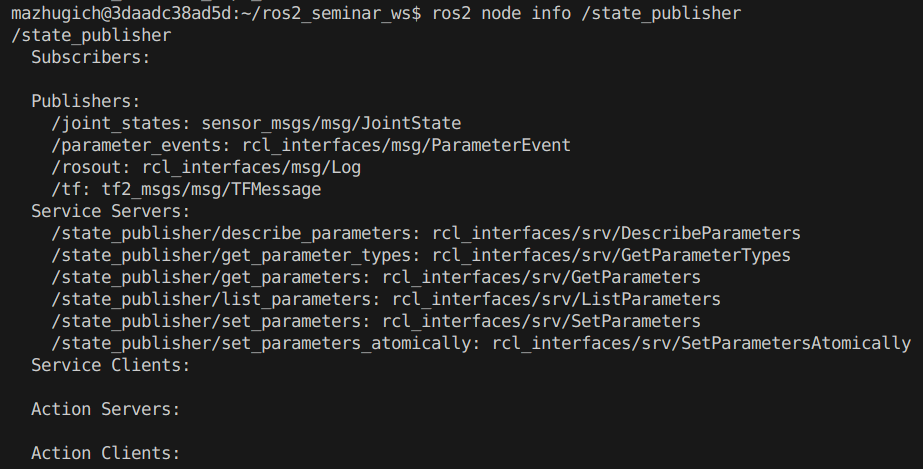 mazhugich@3daadc38ad5d:~/ros2_seminar_ws$ ros2 node info /state_publisher
/state_publisher
  Subscribers:

  Publishers:
    /joint_states: sensor_msgs/msg/JointState
    /parameter_events: rcl_interfaces/msg/ParameterEvent
    /rosout: rcl_interfaces/msg/Log
    /tf: tf2_msgs/msg/TFMessage
  Service Servers:
    /state_publisher/describe_parameters: rcl_interfaces/srv/DescribeParameters
    /state_publisher/get_parameter_types: rcl_interfaces/srv/GetParameterTypes
    /state_publisher/get_parameters: rcl_interfaces/srv/GetParameters
    /state_publisher/list_parameters: rcl_interfaces/srv/ListParameters
    /state_publisher/set_parameters: rcl_interfaces/srv/SetParameters
    /state_publisher/set_parameters_atomically: rcl_interfaces/srv/SetParametersAtomically
  Service Clients:

  Action Servers:

  Action Clients: